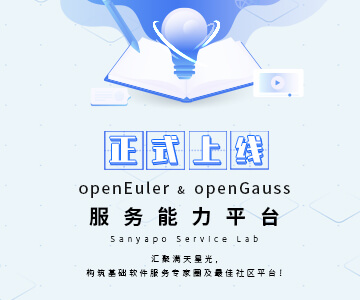 正式上线
openEuler & openGauss
服务能力平台
Sanyapo Service Lab
汇聚满天星光，
构筑基础软件服务专家圈及最佳社区平台！